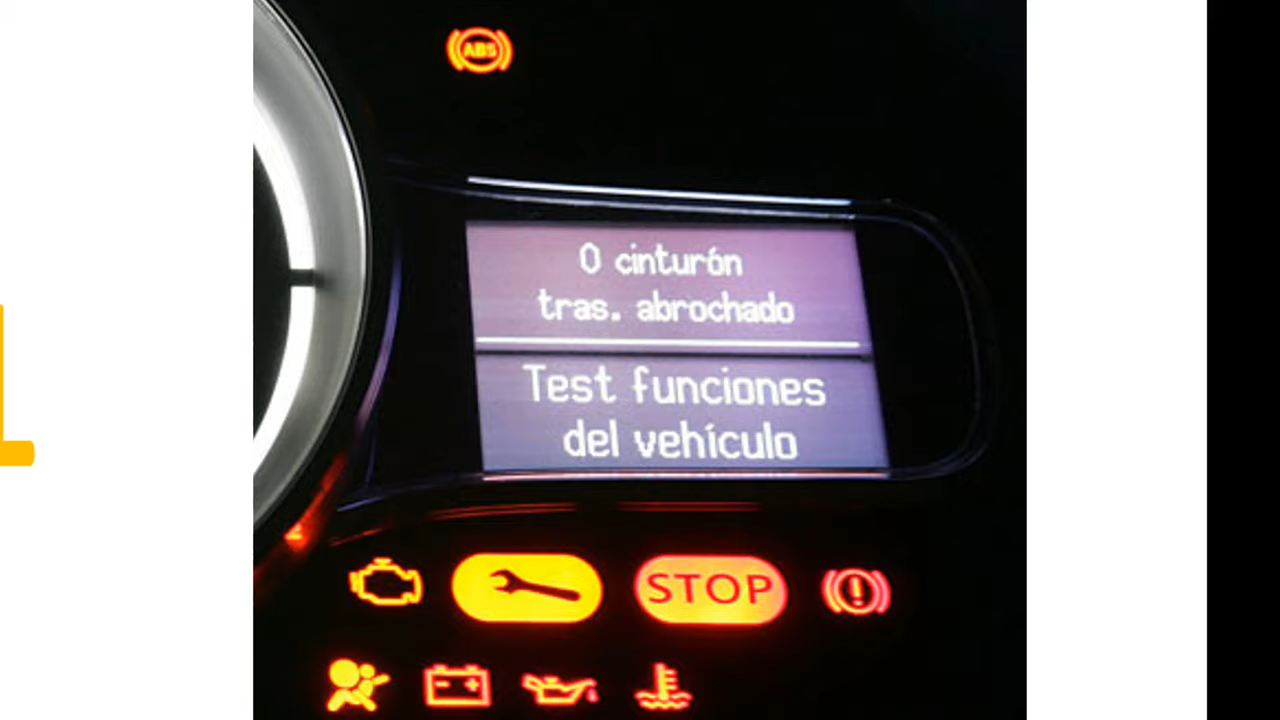 ABS
0 cinturón
tras. abrochado
Test funciones
del vehículo
STOP